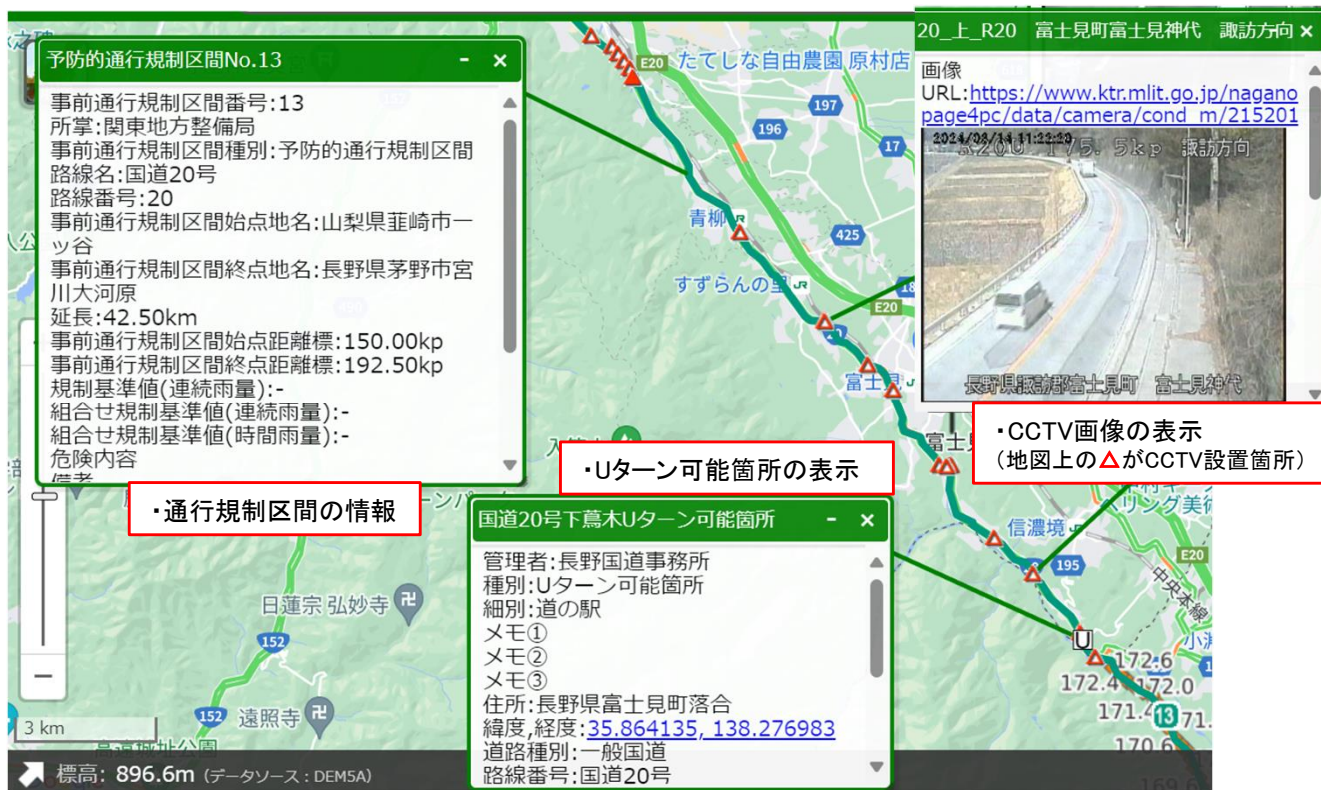 予防的通行規制区間No.13
事前通行規制区間番号:13
所掌:関東地方整備局
事前通行規制区間種別:予防的通行規制区間
路線名:国道20号
路線番号:20
事前通行規制区間始点地名:山梨県韮崎市一
ッ谷
事前通行規制区間終点地名:長野県茅野市宮
川大河原
延長:42.50km
事前通行規制区間始点距離標:150.00kp
事前通行規制区間終点距離標:192.50kp
規制基準値(連続雨量):-
組合せ規制基準値(連続雨量):-
組合せ規制基準値(時間雨量):-
危険内容
備考
・通行規制区間の情報
20_上_R20 富士見町富士見神代 諏訪方向
画像
URL:https://www.ktr.mlit.go.jp/nagano
page4pc/data/camera/cond_m/215201
175.5kp 諏訪方向
長野県諏訪郡富士見町 富士見神代
・CCTV画像の表示
(地図上の△がCCTV設置箇所)
・Uターン可能箇所の表示
国道20号下蔦木Uターン可能箇所
管理者:長野国道事務所
種別:Uターン可能箇所
細別:道の駅
メモ①
メモ②
メモ③
住所:長野県富士見町落合
緯度,経度:35.864135, 138.276983
道路種別:一般国道
路線番号:国道20号
E20
たてしな自由農園 原村店
197
196
17
青柳
425
すずらんの里
E20
富士見
信濃境
195
E20
中央本線
U
172.6
172.4
172.0
13
170.6
日蓮宗 弘妙寺
152
152
遠照寺
3 km
標高: 896.6m (データソース:DEM5A)